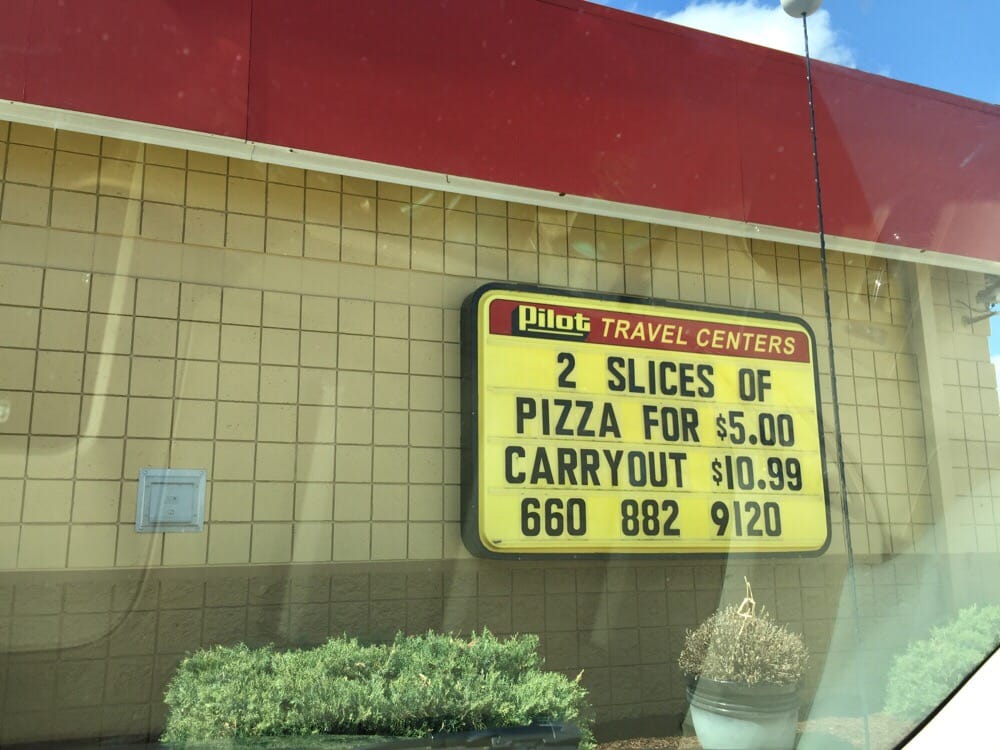 Pilot TRAVEL CENTERS
2 SLICES OF
PIZZA FOR $5.00
CARRYOUT $10.99
660 882 9120